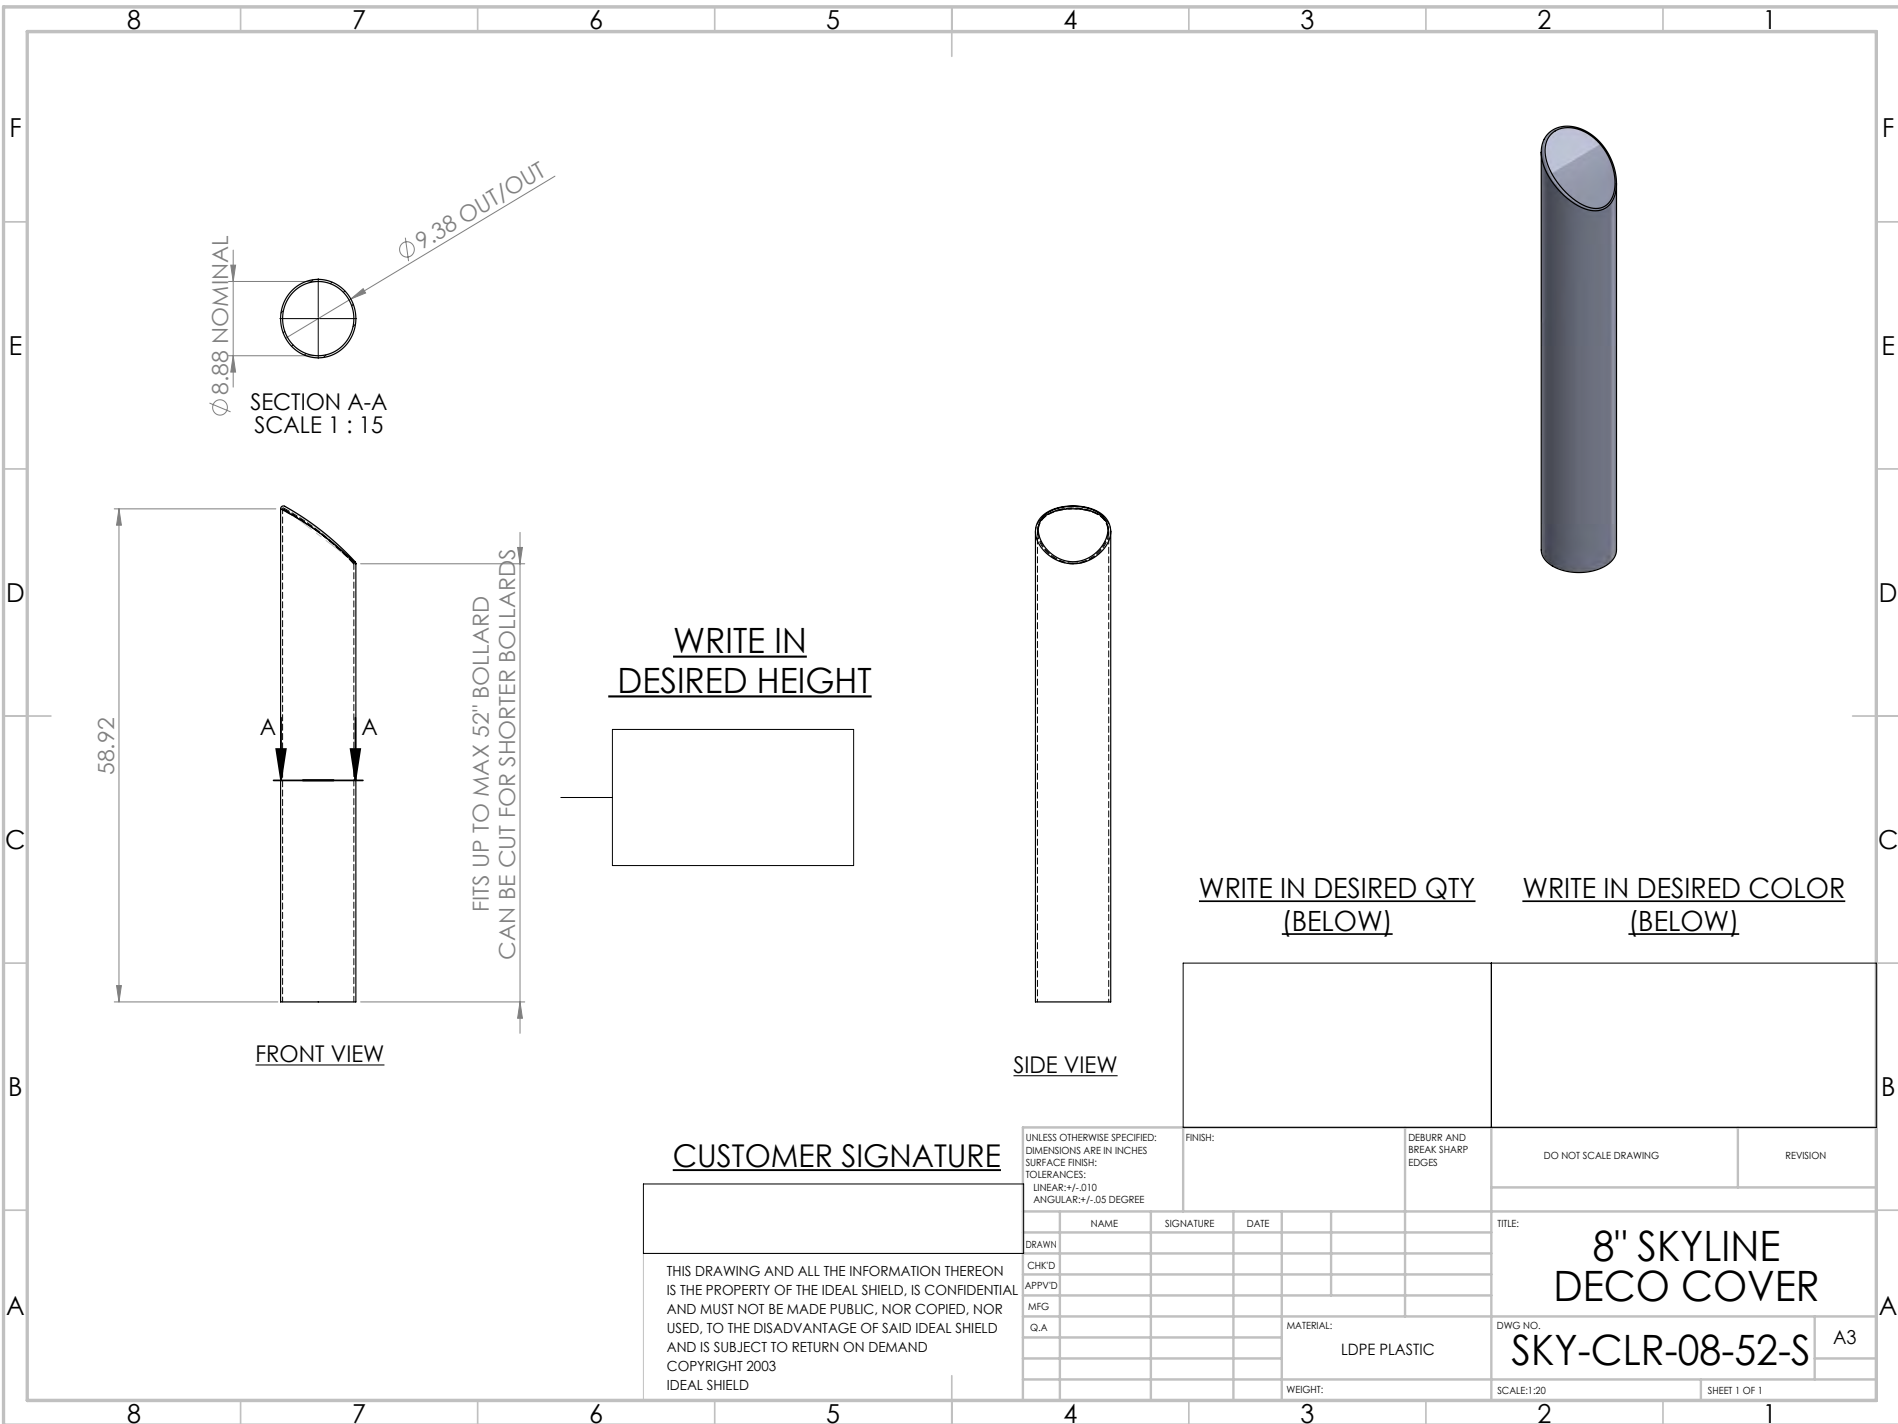 8 7 6 5 4 3 2 1
F F
E E
D D
C C
B B
A A
Ø9.38 OUT/OUT
Ø8.88 NOMINAL
SECTION A-A
SCALE 1 : 15
58.92
A A
FITS UP TO MAX 52" BOLLARD
CAN BE CUT FOR SHORTER BOLLARDS
FRONT VIEW
WRITE IN
DESIRED HEIGHT
SIDE VIEW
WRITE IN DESIRED QTY
(BELOW)
WRITE IN DESIRED COLOR
(BELOW)
CUSTOMER SIGNATURE
THIS DRAWING AND ALL THE INFORMATION THEREON
IS THE PROPERTY OF THE IDEAL SHIELD, IS CONFIDENTIAL
AND MUST NOT BE MADE PUBLIC, NOR COPIED, NOR
USED, TO THE DISADVANTAGE OF SAID IDEAL SHIELD
AND IS SUBJECT TO RETURN ON DEMAND
COPYRIGHT 2003
IDEAL SHIELD
UNLESS OTHERWISE SPECIFIED:
DIMENSIONS ARE IN INCHES
SURFACE FINISH:
TOLERANCES:
LINEAR:+/-.010
ANGULAR:+/-.05 DEGREE
FINISH:
DEBURR AND
BREAK SHARP
EDGES
DO NOT SCALE DRAWING
REVISION
NAME SIGNATURE DATE
DRAWN
CHK'D
APPV'D
MFG
Q.A
MATERIAL:
LDPE PLASTIC
WEIGHT:
TITLE:
8" SKYLINE
DECO COVER
DWG NO.
SKY-CLR-08-52-S
A3
SCALE:1:20
SHEET 1 OF 1
8 7 6 5 4 3 2 1